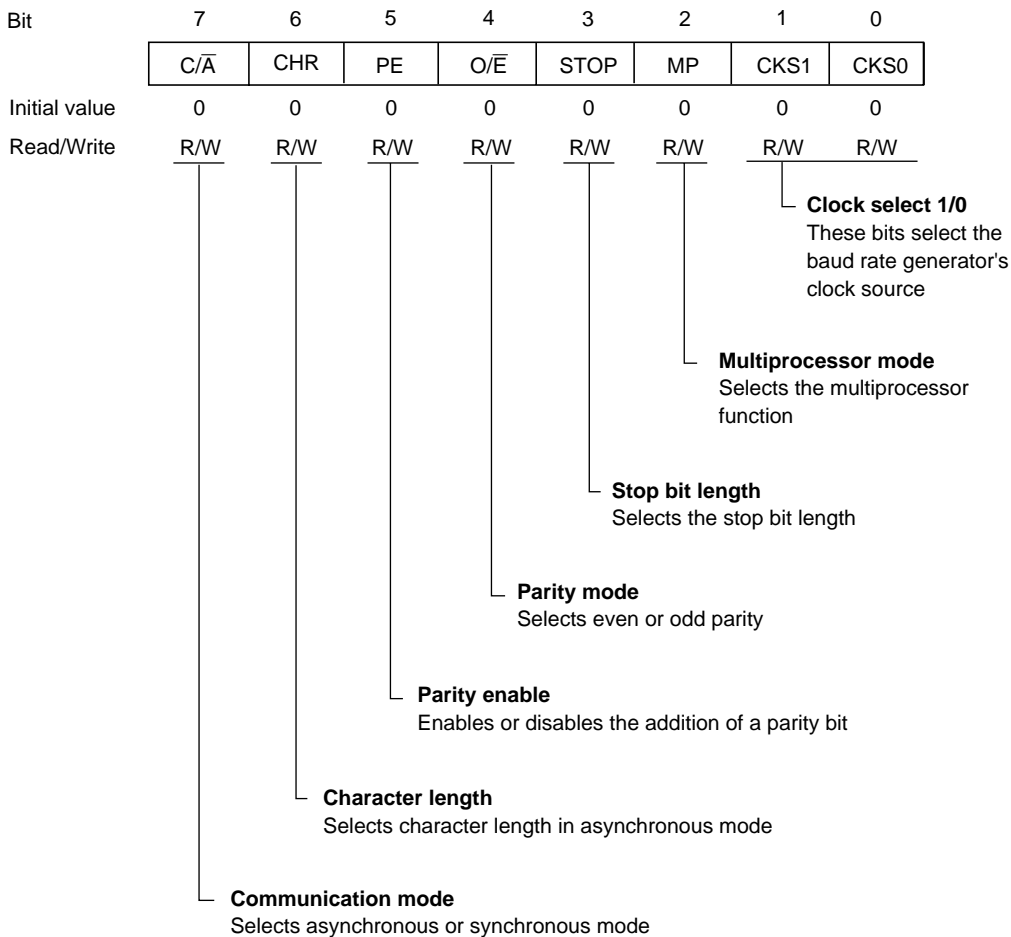 Bit 7 6 5 4 3 2 1 0
C/A̅ CHR PE O/E̅ STOP MP CKS1 CKS0
Initial value 0 0 0 0 0 0 0 0
Read/Write R/W R/W R/W R/W R/W R/W R/W R/W
Clock select 1/0
These bits select the
baud rate generator's
clock source
Multiprocessor mode
Selects the multiprocessor
function
Stop bit length
Selects the stop bit length
Parity mode
Selects even or odd parity
Parity enable
Enables or disables the addition of a parity bit
Character length
Selects character length in asynchronous mode
Communication mode
Selects asynchronous or synchronous mode